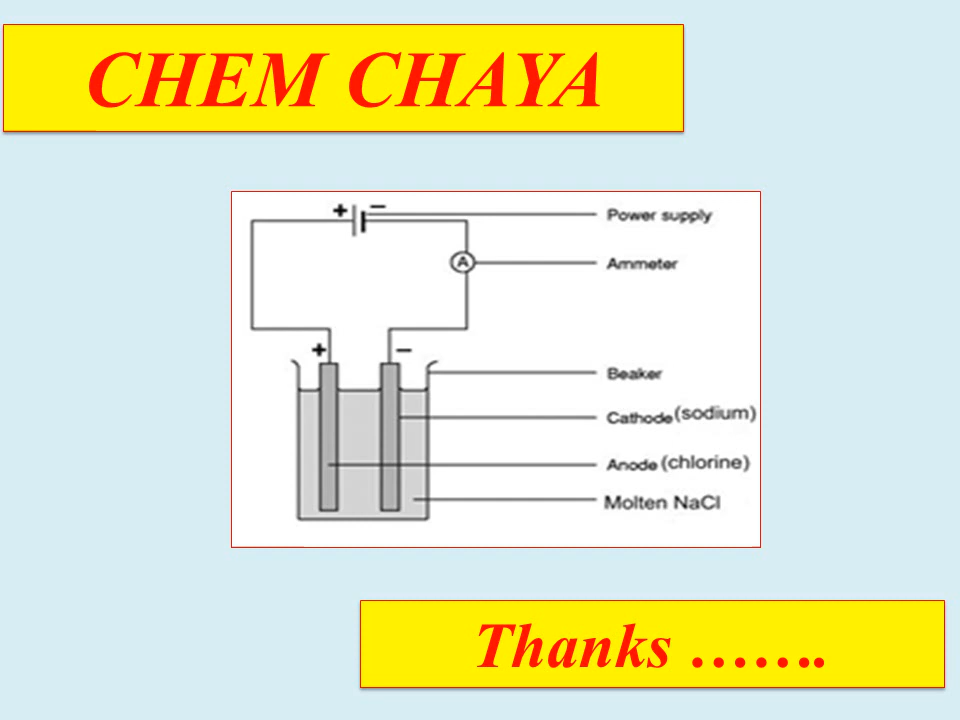 CHEM CHAYA
+ −
Power supply
A
Ammeter
+ −
Beaker
Cathode (sodium)
Anode (chlorine)
Molten NaCl
Thanks …….